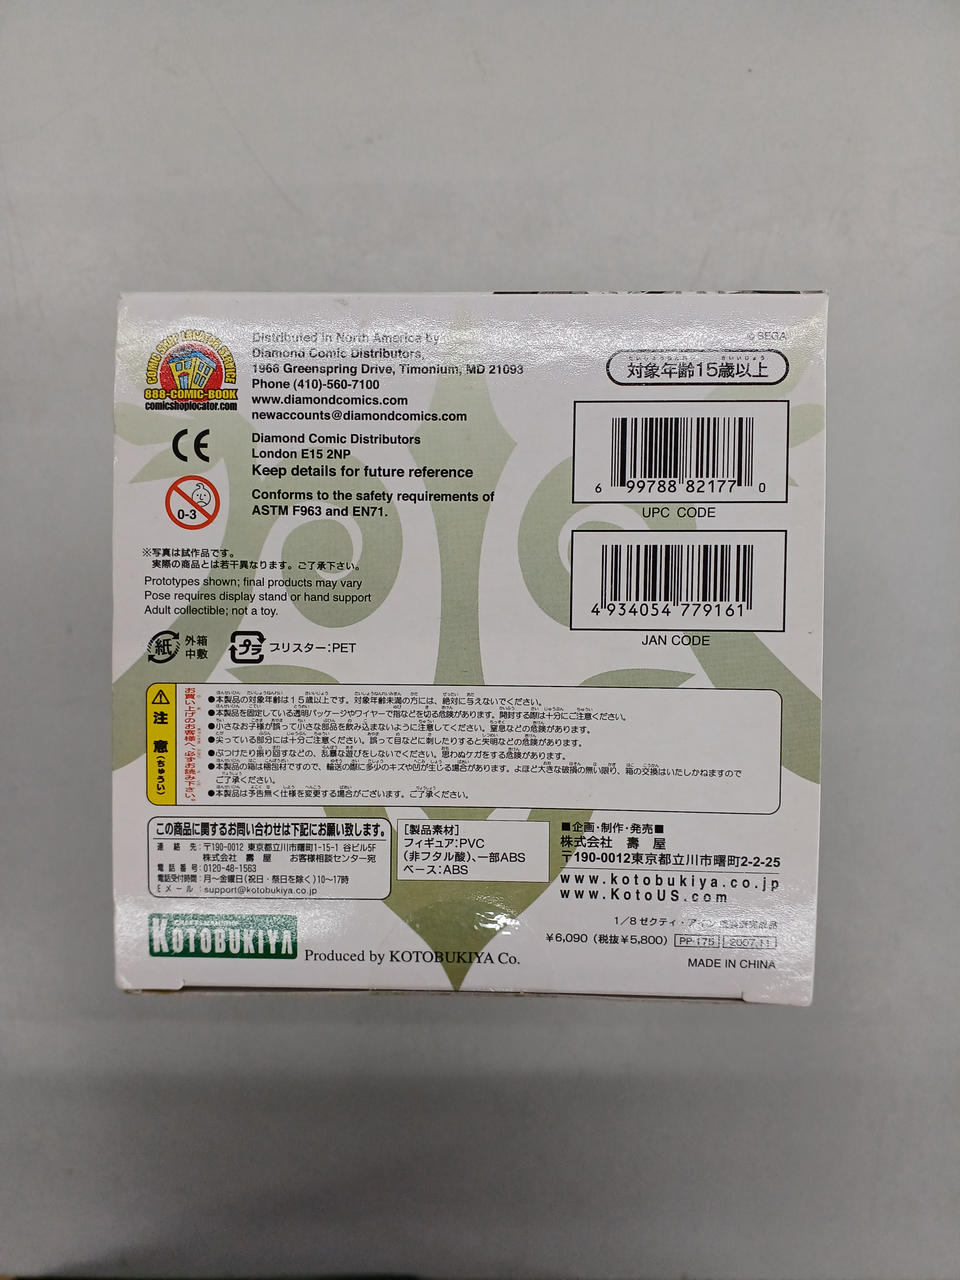 COMIC SHOP LOCATOR SERVICE
888-COMIC-BOOK
comicshoplocator.com
Distributed in North America by
Diamond Comic Distributors,
1966 Greenspring Drive, Timonium, MD 21093
Phone (410)-560-7100
www.diamondcomics.com
newaccounts@diamondcomics.com
Diamond Comic Distributors
London E15 2NP
Keep details for future reference
Conforms to the safety requirements of
ASTM F963 and EN71.
CE
0-3
© SEGA
対象年齢15歳以上
6 99788 82177 0
UPC CODE
4 934054 779161
JAN CODE
※写真は試作品です。
実際の商品とは若干異なります。ご了承下さい。
Prototypes shown; final products may vary
Pose requires display stand or hand support
Adult collectible; not a toy.
紙
外箱
中敷
プラ
ブリスター:PET
注意(ちゅうい)
お買い上げのお客様へ、必ずお読み下さい。
●本製品の対象年齢は15歳以上です。対象年齢未満の方には、絶対に与えないでください。
●本製品を固定している透明パッケージやワイヤーで指などを切る危険があります。開封する際は十分にご注意ください。
●小さなお子様が誤って小さな部品を飲み込まないように注意してください。窒息などの危険があります。
●尖っている部分には十分ご注意ください。誤って目などに刺したりすると失明などの危険があります。
●ぶつけたり振り回すなどの、乱暴な遊びをしないでください。思わぬケガをする危険があります。
●本製品の箱は梱包材ですので、輸送の際に多少のキズや凹が生じる場合があります。よほど大きな破損の無い限り、箱の交換はいたしかねますので
ご了承ください。
●本製品は予告無く仕様を変更する場合がございます。ご了承ください。
この商品に関するお問い合わせは下記にお願い致します。
連絡先:〒190-0012 東京都立川市曙町1-15-1 谷ビル5F
株式会社 壽屋 お客様相談センター宛
電話番号:0120-48-1563
電話受付時間:月〜金曜日(祝日・祭日を除く)10〜17時
Eメール:support@kotobukiya.co.jp
[製品素材]
フィギュア:PVC
(非フタル酸)、一部ABS
ベース:ABS
■企画・制作・発売■
株式会社 壽屋
〒190-0012東京都立川市曙町2-2-25
www.kotobukiya.co.jp
www.KotoUS.com
KOTOBUKIYA
Produced by KOTOBUKIYA Co.
1/8 ゼクティ・アイン 塗装済完成品
¥6,090(税抜¥5,800) PP175 2007.11
MADE IN CHINA